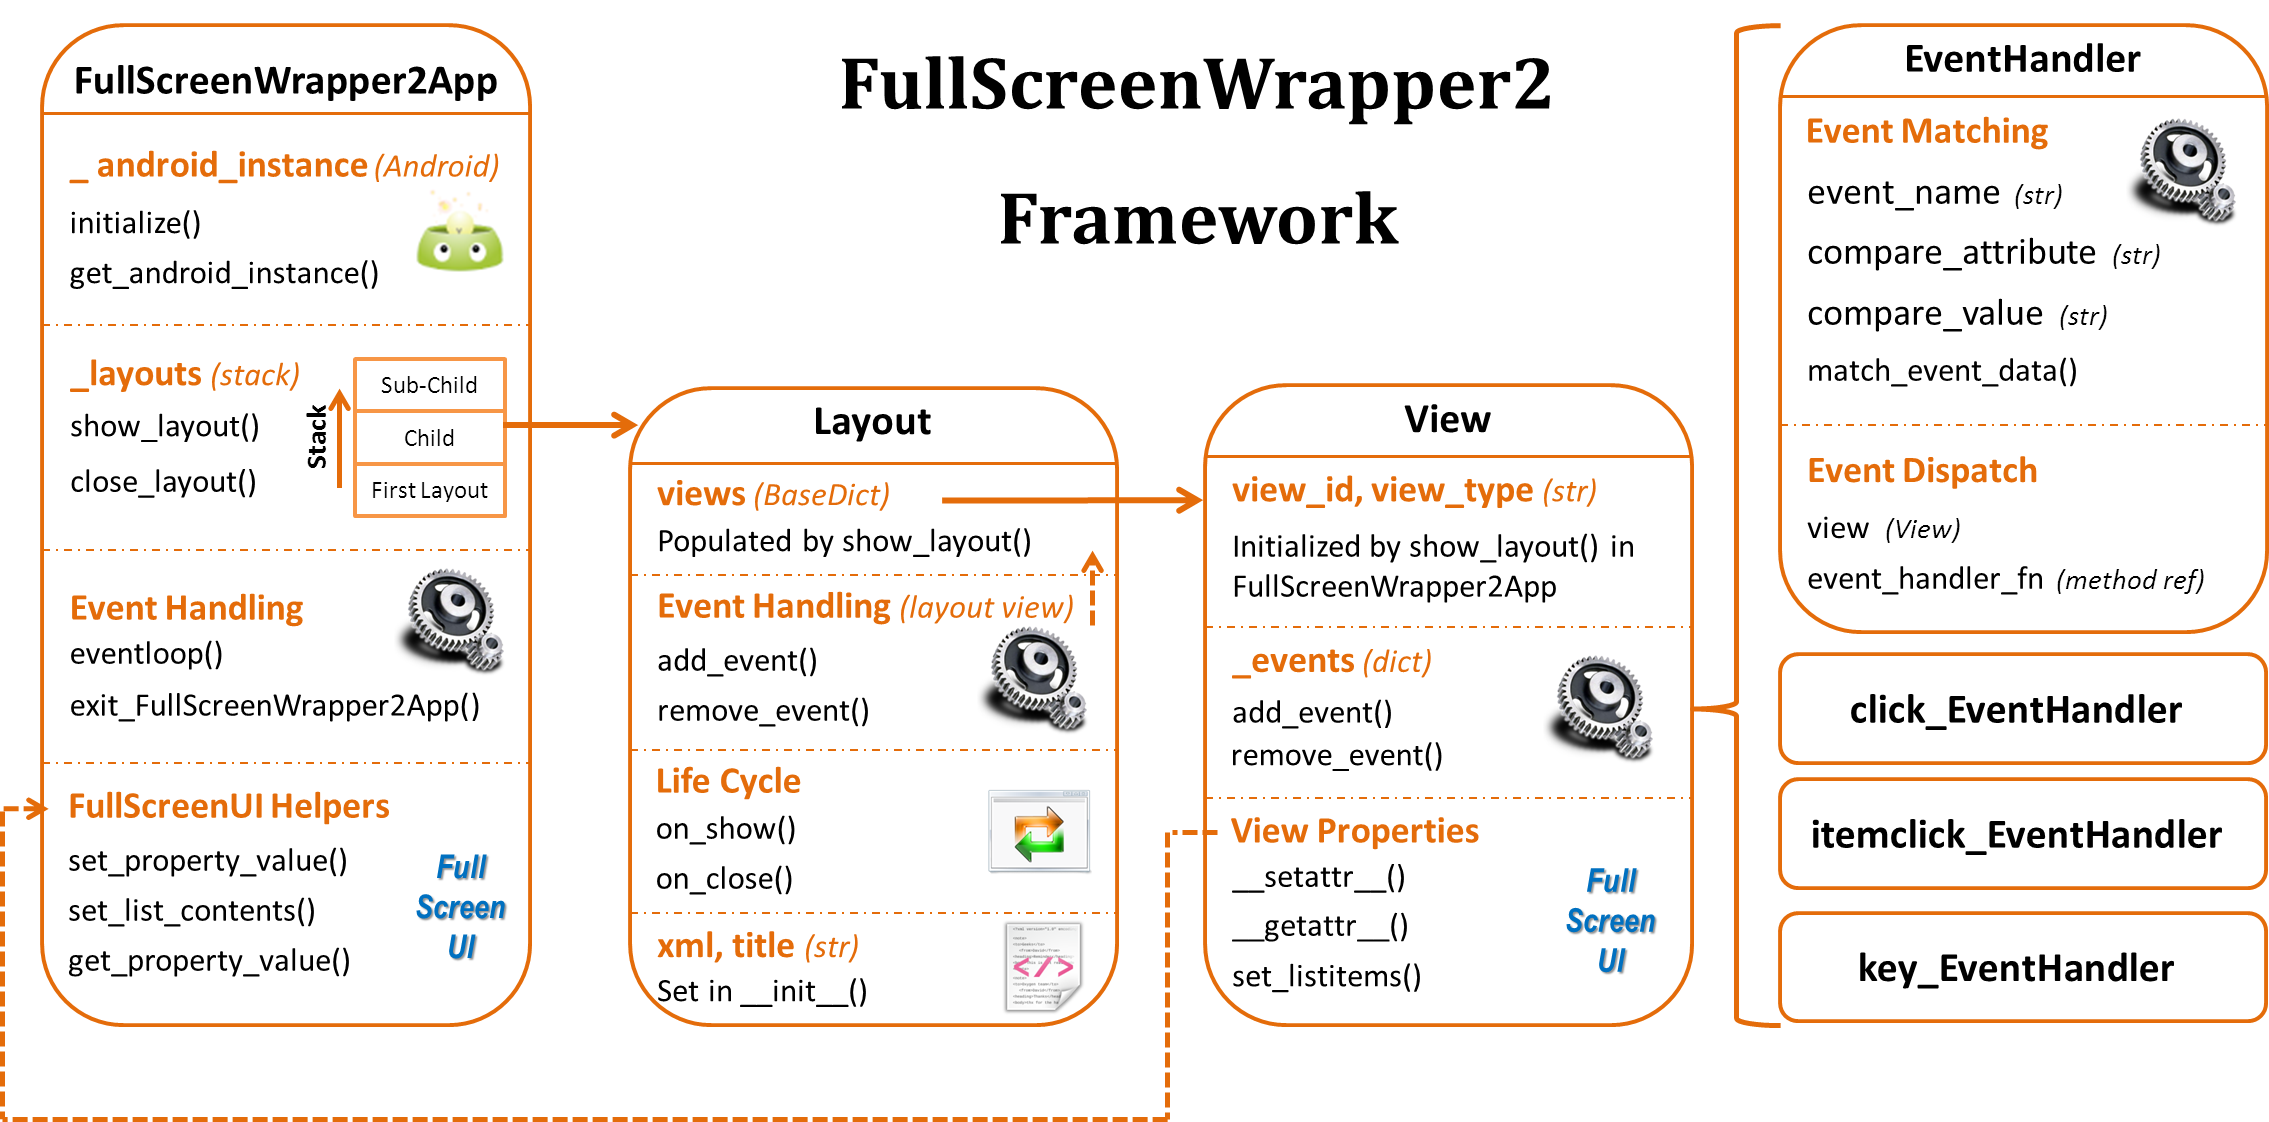 FullScreenWrapper2
Framework
FullScreenWrapper2App
_ android_instance (Android)
initialize()
get_android_instance()
_layouts (stack)
show_layout()
close_layout()
Stack
Sub-Child
Child
First Layout
Event Handling
eventloop()
exit_FullScreenWrapper2App()
FullScreenUI Helpers
set_property_value()
set_list_contents()
get_property_value()
Full
Screen
UI
Layout
views (BaseDict)
Populated by show_layout()
Event Handling (layout view)
add_event()
remove_event()
Life Cycle
on_show()
on_close()
xml, title (str)
Set in __init__()
</>
View
view_id, view_type (str)
Initialized by show_layout() in
FullScreenWrapper2App
_events (dict)
add_event()
remove_event()
View Properties
__setattr__()
__getattr__()
set_listitems()
Full
Screen
UI
EventHandler
Event Matching
event_name (str)
compare_attribute (str)
compare_value (str)
match_event_data()
Event Dispatch
view (View)
event_handler_fn (method ref)
click_EventHandler
itemclick_EventHandler
key_EventHandler